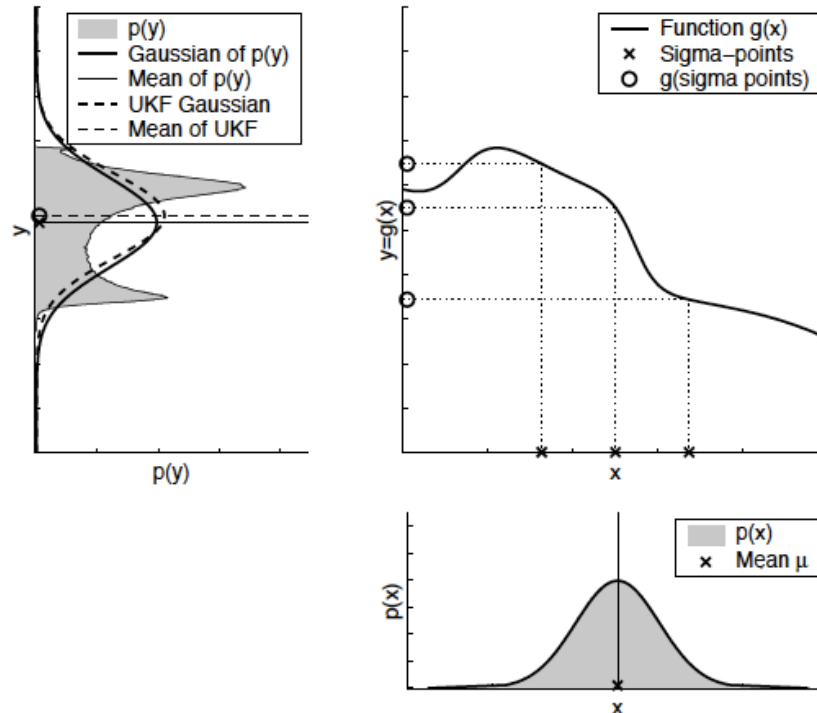 p(y)
Gaussian of p(y)
Mean of p(y)
UKF Gaussian
Mean of UKF
y
p(y)
Function g(x)
Sigma−points
g(sigma points)
y=g(x)
x
p(x)
Mean μ
p(x)
x